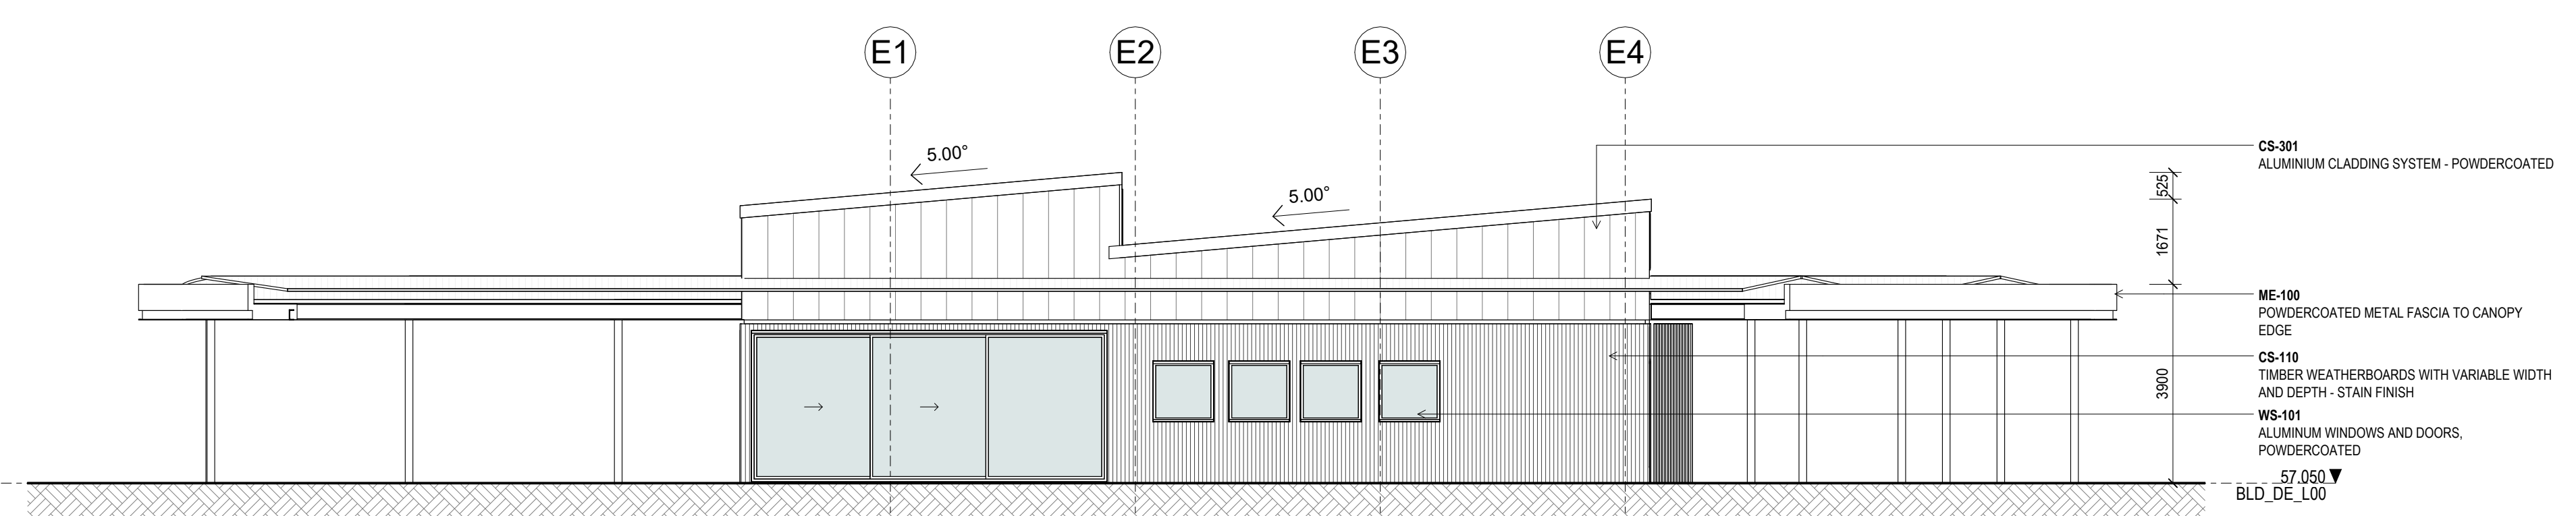 E1
E2
E3
E4
5.00°
5.00°
CS-301
ALUMINIUM CLADDING SYSTEM - POWDERCOATED
525
1671
3900
ME-100
POWDERCOATED METAL FASCIA TO CANOPY
EDGE
CS-110
TIMBER WEATHERBOARDS WITH VARIABLE WIDTH
AND DEPTH - STAIN FINISH
WS-101
ALUMINUM WINDOWS AND DOORS,
POWDERCOATED
57.050
BLD_DE_L00